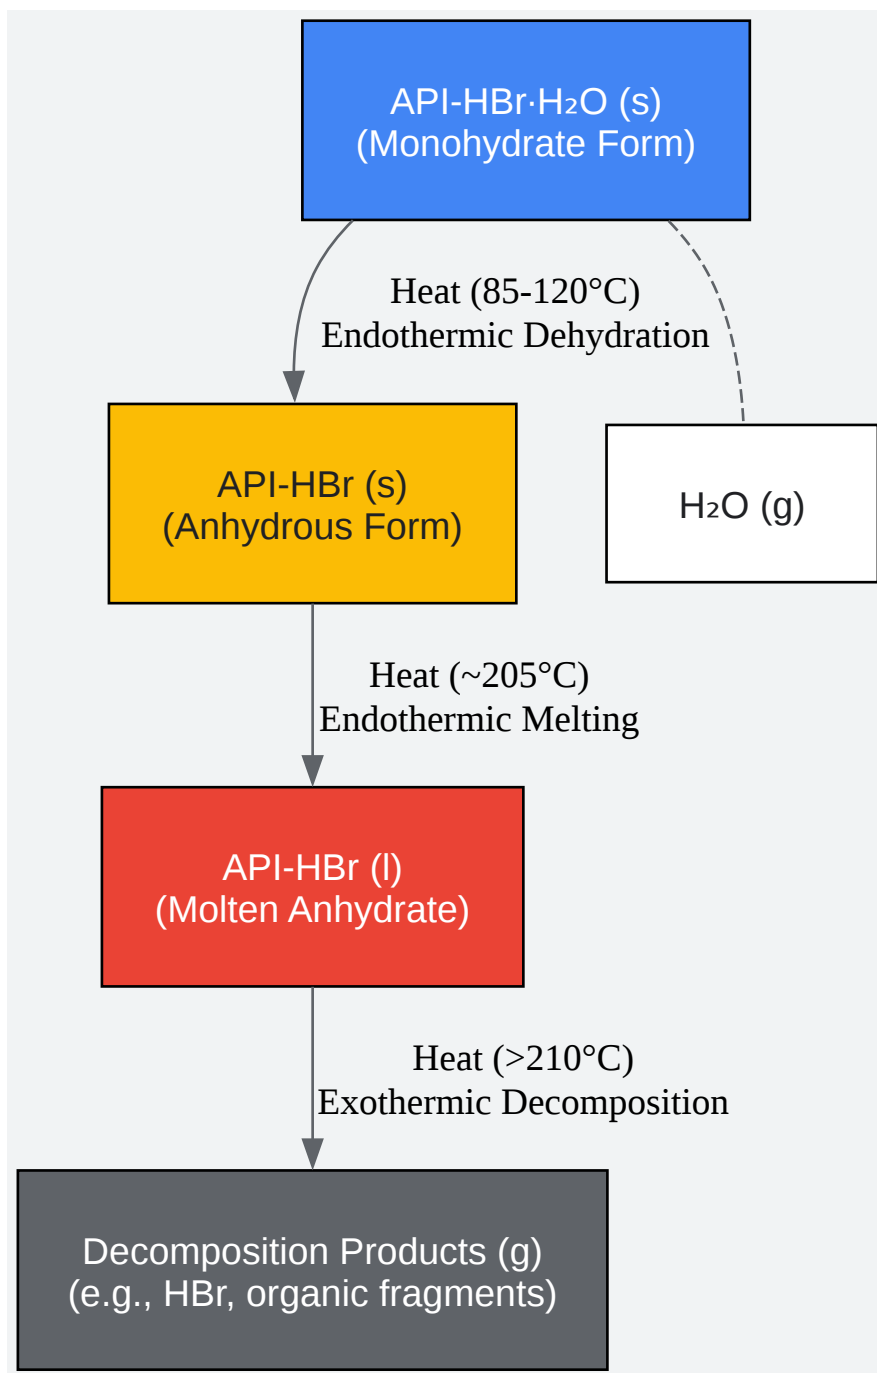 API-HBr·H₂O (s)
(Monohydrate Form)
Heat (85-120°C)
Endothermic Dehydration
API-HBr (s)
(Anhydrous Form)
H₂O (g)
Heat (~205°C)
Endothermic Melting
API-HBr (l)
(Molten Anhydrate)
Heat (>210°C)
Exothermic Decomposition
Decomposition Products (g)
(e.g., HBr, organic fragments)